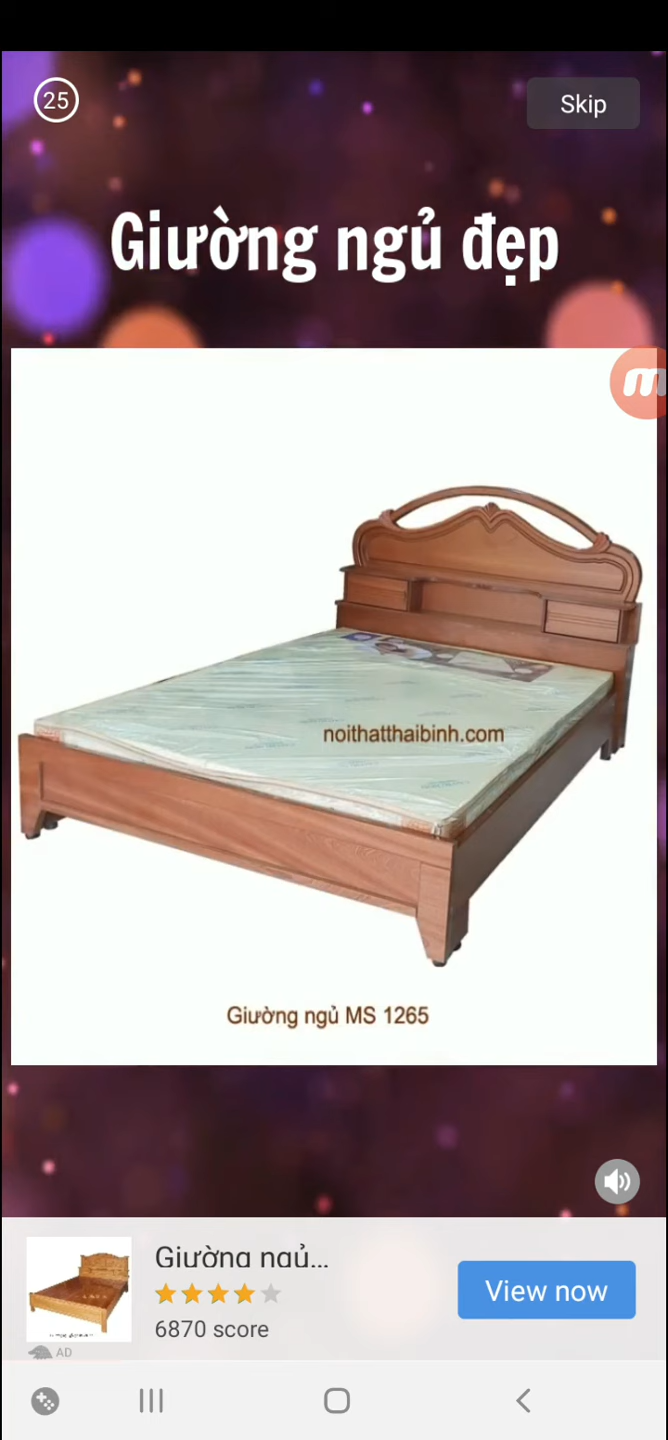 25
Skip
Giường ngủ đẹp
noithatthaibinh.com
Giường ngủ MS 1265
Giường ngủ...
6870 score
View now
AD